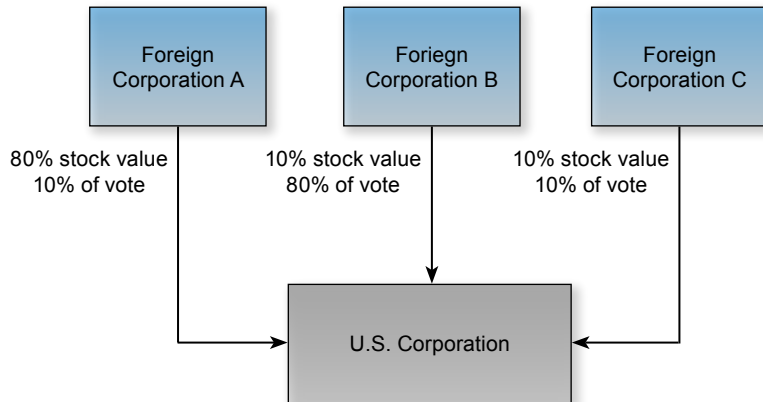 Foreign
Corporation A
Foriegn
Corporation B
Foreign
Corporation C
80% stock value
10% of vote
10% stock value
80% of vote
10% stock value
10% of vote
U.S. Corporation